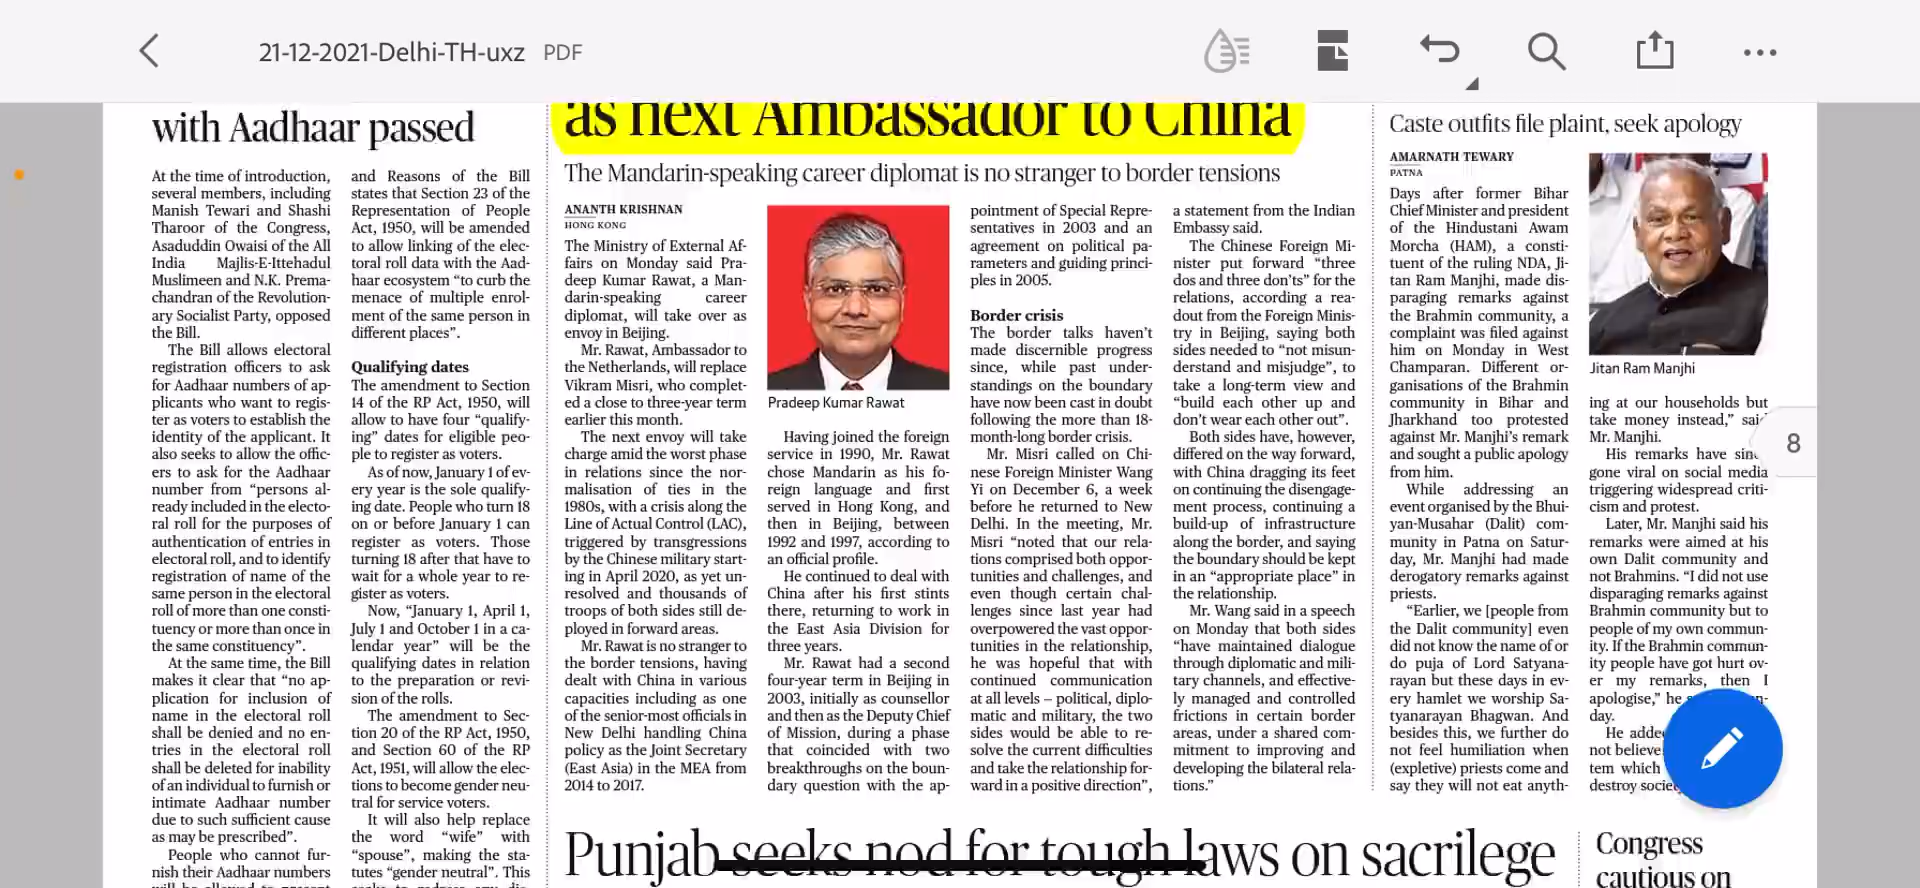 21-12-2021-Delhi-TH-uxz PDF
with Aadhaar passed
At the time of introduction,
several members, including
Manish Tewari and Shashi
Tharoor of the Congress,
Asaduddin Owaisi of the All
India Majlis-E-Ittehadul
Muslimeen and N.K. Prema-
chandran of the Revolution-
ary Socialist Party, opposed
the Bill.
The Bill allows electoral
registration officers to ask
for Aadhaar numbers of ap-
plicants who want to regis-
ter as voters to establish the
identity of the applicant. It
also seeks to allow the offic-
ers to ask for the Aadhaar
number from “persons al-
ready included in the electo-
ral roll for the purposes of
authentication of entries in
electoral roll, and to identify
registration of name of the
same person in the electoral
roll of more than one consti-
tuency or more than once in
the same constituency”.
At the same time, the Bill
makes it clear that “no ap-
plication for inclusion of
name in the electoral roll
shall be denied and no en-
tries in the electoral roll
shall be deleted for inability
of an individual to furnish or
intimate Aadhaar number
due to such sufficient cause
as may be prescribed”.
People who cannot fur-
nish their Aadhaar numbers
and Reasons of the Bill
states that Section 23 of the
Representation of People
Act, 1950, will be amended
to allow linking of the elec-
toral roll data with the Aad-
haar ecosystem “to curb the
menace of multiple enrol-
ment of the same person in
different places”.
Qualifying dates
The amendment to Section
14 of the RP Act, 1950, will
allow to have four “qualify-
ing” dates for eligible peo-
ple to register as voters.
As of now, January 1 of ev-
ery year is the sole qualify-
ing date. People who turn 18
on or before January 1 can
register as voters. Those
turning 18 after that have to
wait for a whole year to re-
gister as voters.
Now, “January 1, April 1,
July 1 and October 1 in a ca-
lendar year” will be the
qualifying dates in relation
to the preparation or revi-
sion of the rolls.
The amendment to Sec-
tion 20 of the RP Act, 1950,
and Section 60 of the RP
Act, 1951, will allow the elec-
tions to become gender neu-
tral for service voters.
It will also help replace
the word “wife” with
“spouse”, making the sta-
tutes “gender neutral”. This
as next Ambassador to China
The Mandarin-speaking career diplomat is no stranger to border tensions
ANANTH KRISHNAN
HONG KONG
The Ministry of External Af-
fairs on Monday said Pra-
deep Kumar Rawat, a Man-
darin-speaking career
diplomat, will take over as
envoy in Beijing.
Mr. Rawat, Ambassador to
the Netherlands, will replace
Vikram Misri, who complet-
ed a close to three-year term
earlier this month.
The next envoy will take
charge amid the worst phase
in relations since the nor-
malisation of ties in the
1980s, with a crisis along the
Line of Actual Control (LAC),
triggered by transgressions
by the Chinese military start-
ing in April 2020, as yet un-
resolved and thousands of
troops of both sides still de-
ployed in forward areas.
Mr. Rawat is no stranger to
the border tensions, having
dealt with China in various
capacities including as one
of the senior-most officials in
New Delhi handling China
policy as the Joint Secretary
(East Asia) in the MEA from
2014 to 2017.
Pradeep Kumar Rawat
Having joined the foreign
service in 1990, Mr. Rawat
chose Mandarin as his fo-
reign language and first
served in Hong Kong, and
then in Beijing, between
1992 and 1997, according to
an official profile.
He continued to deal with
China after his first stints
there, returning to work in
the East Asia Division for
three years.
Mr. Rawat had a second
four-year term in Beijing in
2003, initially as counsellor
and then as the Deputy Chief
of Mission, during a phase
that coincided with two
breakthroughs on the boun-
dary question with the ap-
pointment of Special Repre-
sentatives in 2003 and an
agreement on political pa-
rameters and guiding princi-
ples in 2005.
Border crisis
The border talks haven’t
made discernible progress
since, while past under-
standings on the boundary
have now been cast in doubt
following the more than 18-
month-long border crisis.
Mr. Misri called on Chi-
nese Foreign Minister Wang
Yi on December 6, a week
before he returned to New
Delhi. In the meeting, Mr.
Misri “noted that our rela-
tions comprised both oppor-
tunities and challenges, and
even though certain chal-
lenges since last year had
overpowered the vast oppor-
tunities in the relationship,
he was hopeful that with
continued communication
at all levels – political, diplo-
matic and military, the two
sides would be able to re-
solve the current difficulties
and take the relationship for-
ward in a positive direction”,
a statement from the Indian
Embassy said.
The Chinese Foreign Mi-
nister put forward “three
dos and three don’ts” for the
relations, according a rea-
dout from the Foreign Minis-
try in Beijing, saying both
sides needed to “not misun-
derstand and misjudge”, to
take a long-term view and
“build each other up and
don’t wear each other out”.
Both sides have, however,
differed on the way forward,
with China dragging its feet
on continuing the disengage-
ment process, continuing a
build-up of infrastructure
along the border, and saying
the boundary should be kept
in an “appropriate place” in
the relationship.
Mr. Wang said in a speech
on Monday that both sides
“have maintained dialogue
through diplomatic and mili-
tary channels, and effective-
ly managed and controlled
frictions in certain border
areas, under a shared com-
mitment to improving and
developing the bilateral rela-
tions.”
Caste outfits file plaint, seek apology
AMARNATH TEWARY
PATNA
Days after former Bihar
Chief Minister and president
of the Hindustani Awam
Morcha (HAM), a consti-
tuent of the ruling NDA, Ji-
tan Ram Manjhi, made dis-
paraging remarks against
the Brahmin community, a
complaint was filed against
him on Monday in West
Champaran. Different or-
ganisations of the Brahmin
community in Bihar and
Jharkhand too protested
against Mr. Manjhi’s remark
and sought a public apology
from him.
While addressing an
event organised by the Bhui-
yan-Musahar (Dalit) com-
munity in Patna on Satur-
day, Mr. Manjhi had made
derogatory remarks against
priests.
“Earlier, we [people from
the Dalit community] even
did not know the name of or
do puja of Lord Satyana-
rayan but these days in ev-
ery hamlet we worship Sa-
tyanarayan Bhagwan. And
besides this, we further do
not feel humiliation when
(expletive) priests come and
say they will not eat anyth-
Jitan Ram Manjhi
ing at our households but
take money instead,” said
Mr. Manjhi.
His remarks have since
gone viral on social media
triggering widespread criti-
cism and protest.
Later, Mr. Manjhi said his
remarks were aimed at his
own Dalit community and
not Brahmins. “I did not use
disparaging remarks against
Brahmin community but to
people of my own commun-
ity. If the Brahmin commun-
ity people have got hurt ov-
er my remarks, then I
apologise,” he
day.
He added
not believe
tem which
destroy
8
Punjab seeks nod for tough laws on sacrilege
Congress
cautious on